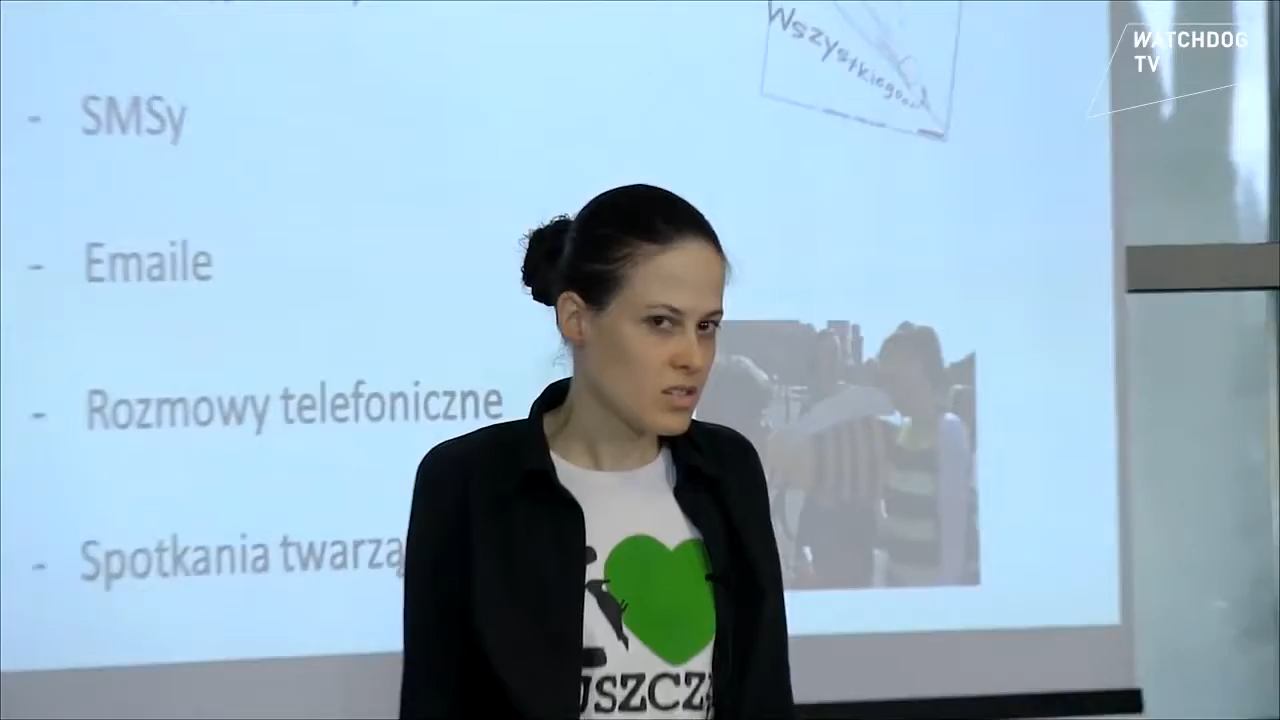 Wszystkiego
WATCHDOG
TV
- SMSy
- Emaile
- Rozmowy telefoniczne
- Spotkania twarzą
I
USZCZ